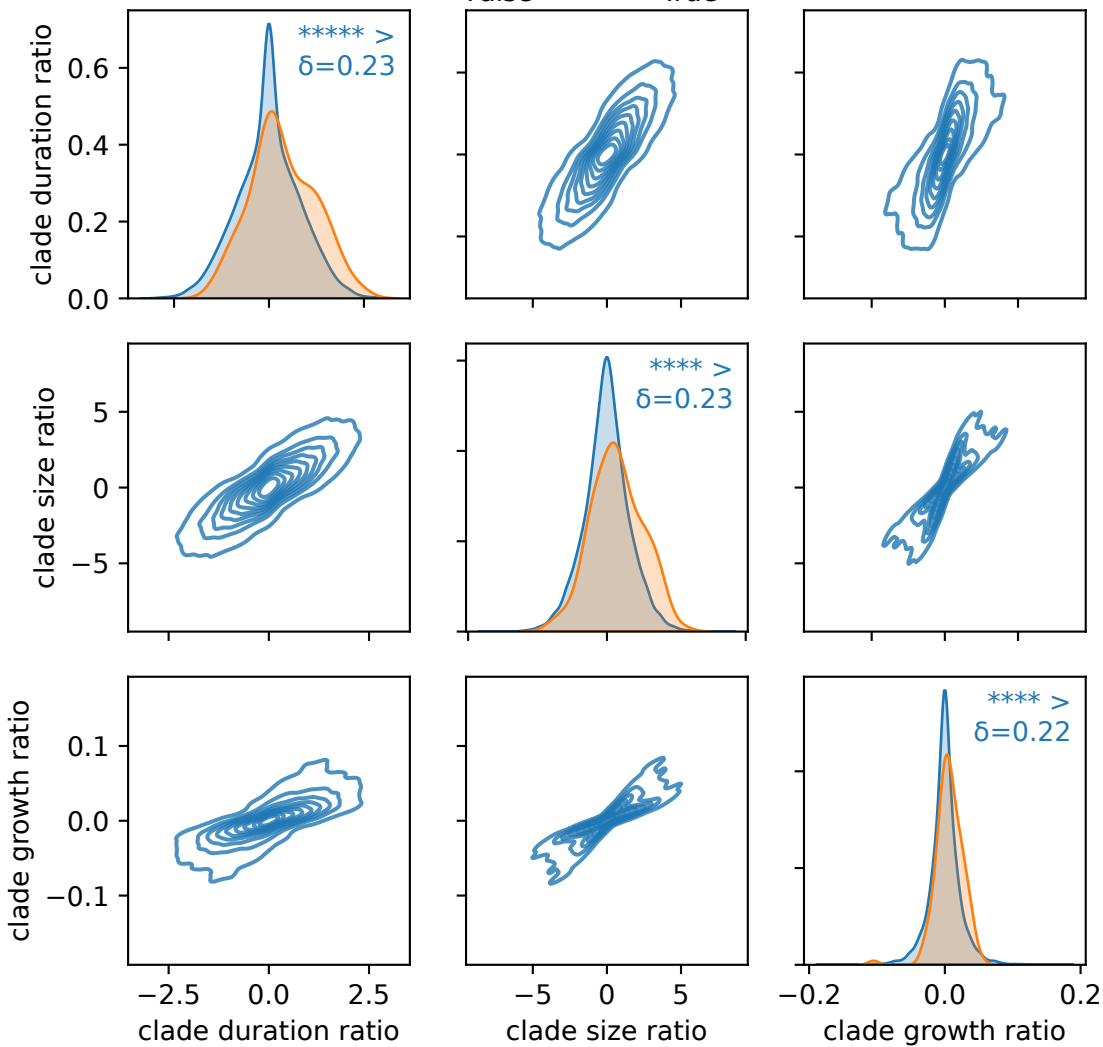 clade duration ratio
0.6
0.4
0.2
0.0
***** >
δ=0.23
clade size ratio
5
0
−5
**** >
δ=0.23
clade growth ratio
0.1
0.0
−0.1
**** >
δ=0.22
−2.5 0.0 2.5
−5 0 5
−0.2 0.0 0.2
clade duration ratio
clade size ratio
clade growth ratio